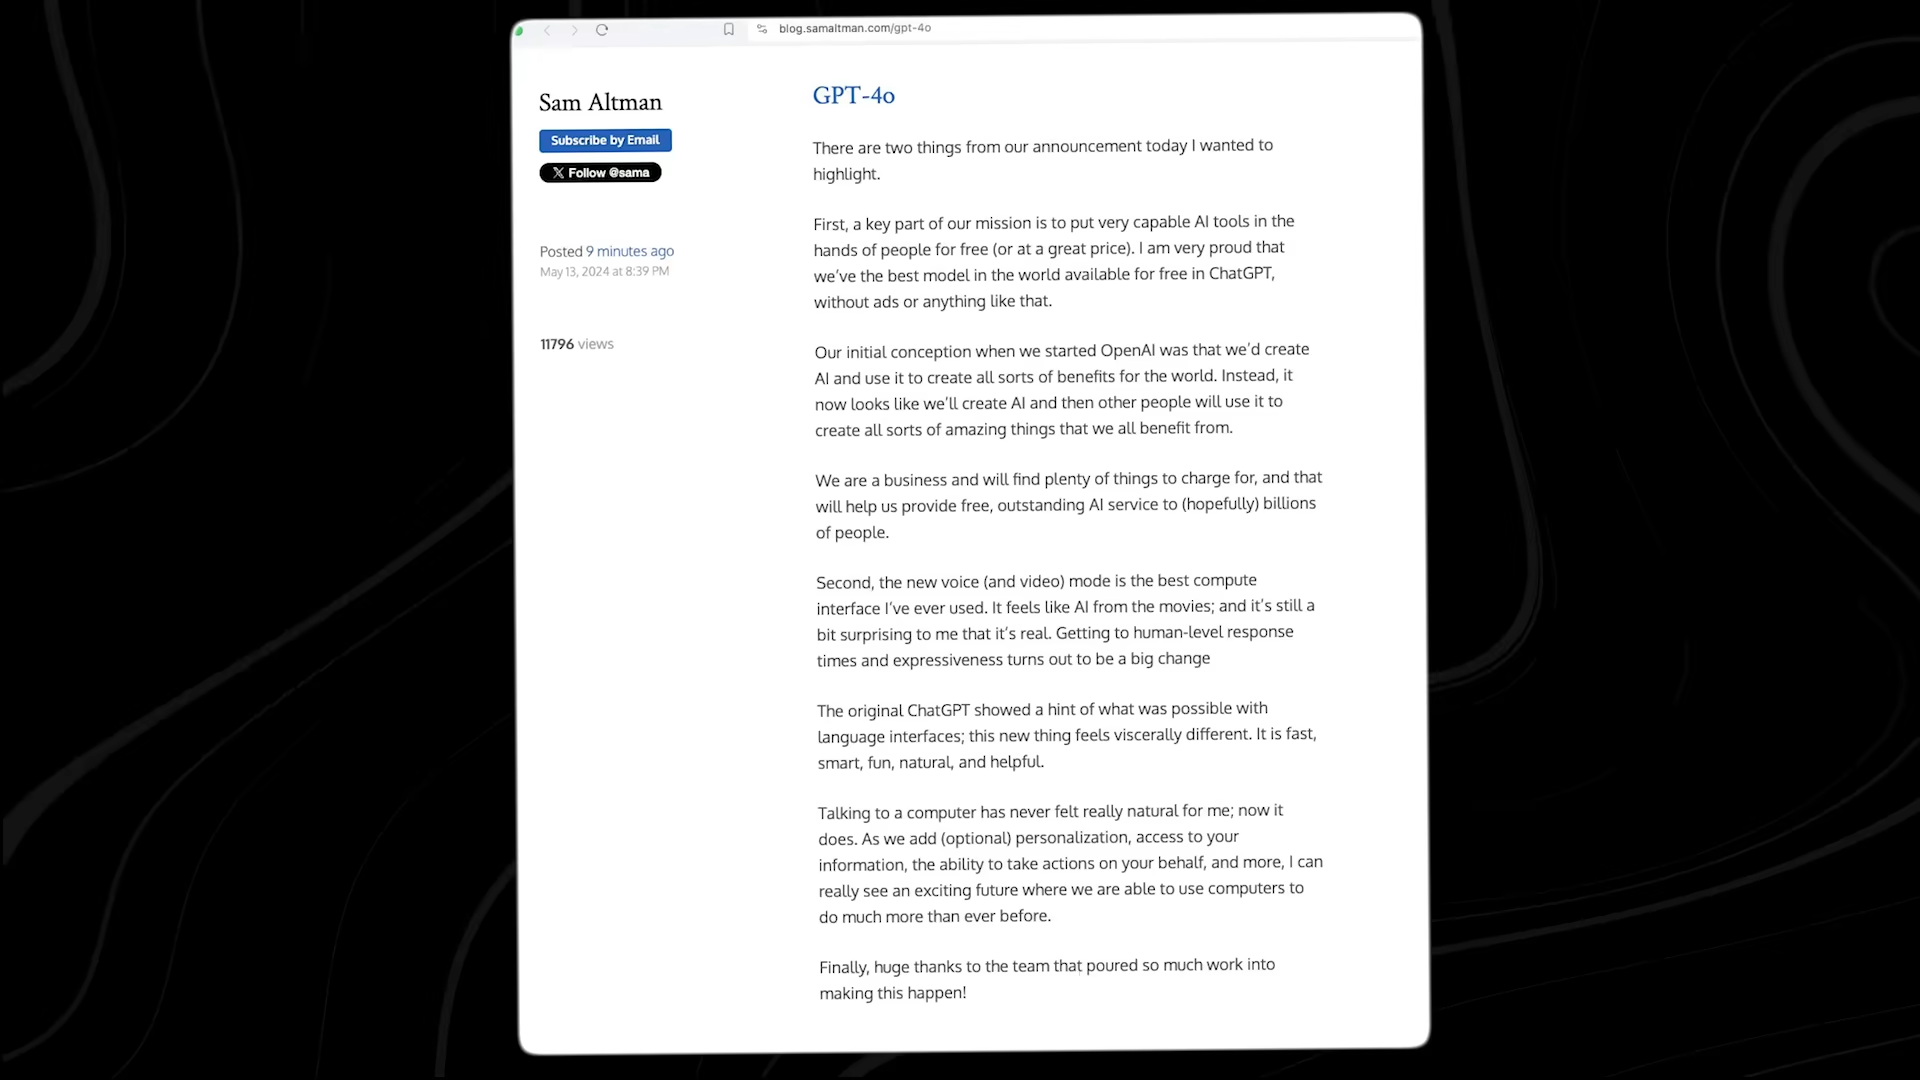 blog.samaltman.com/gpt-4o
Sam Altman
Subscribe by Email
X Follow @sama
Posted 9 minutes ago
May 13, 2024 at 8:39 PM
11796 views
GPT-4o
There are two things from our announcement today I wanted to
highlight.
First, a key part of our mission is to put very capable AI tools in the
hands of people for free (or at a great price). I am very proud that
we've the best model in the world available for free in ChatGPT,
without ads or anything like that.
Our initial conception when we started OpenAI was that we'd create
AI and use it to create all sorts of benefits for the world. Instead, it
now looks like we'll create AI and then other people will use it to
create all sorts of amazing things that we all benefit from.
We are a business and will find plenty of things to charge for, and that
will help us provide free, outstanding AI service to (hopefully) billions
of people.
Second, the new voice (and video) mode is the best compute
interface I've ever used. It feels like AI from the movies; and it's still a
bit surprising to me that it's real. Getting to human-level response
times and expressiveness turns out to be a big change
The original ChatGPT showed a hint of what was possible with
language interfaces; this new thing feels viscerally different. It is fast,
smart, fun, natural, and helpful.
Talking to a computer has never felt really natural for me; now it
does. As we add (optional) personalization, access to your
information, the ability to take actions on your behalf, and more, I can
really see an exciting future where we are able to use computers to
do much more than ever before.
Finally, huge thanks to the team that poured so much work into
making this happen!